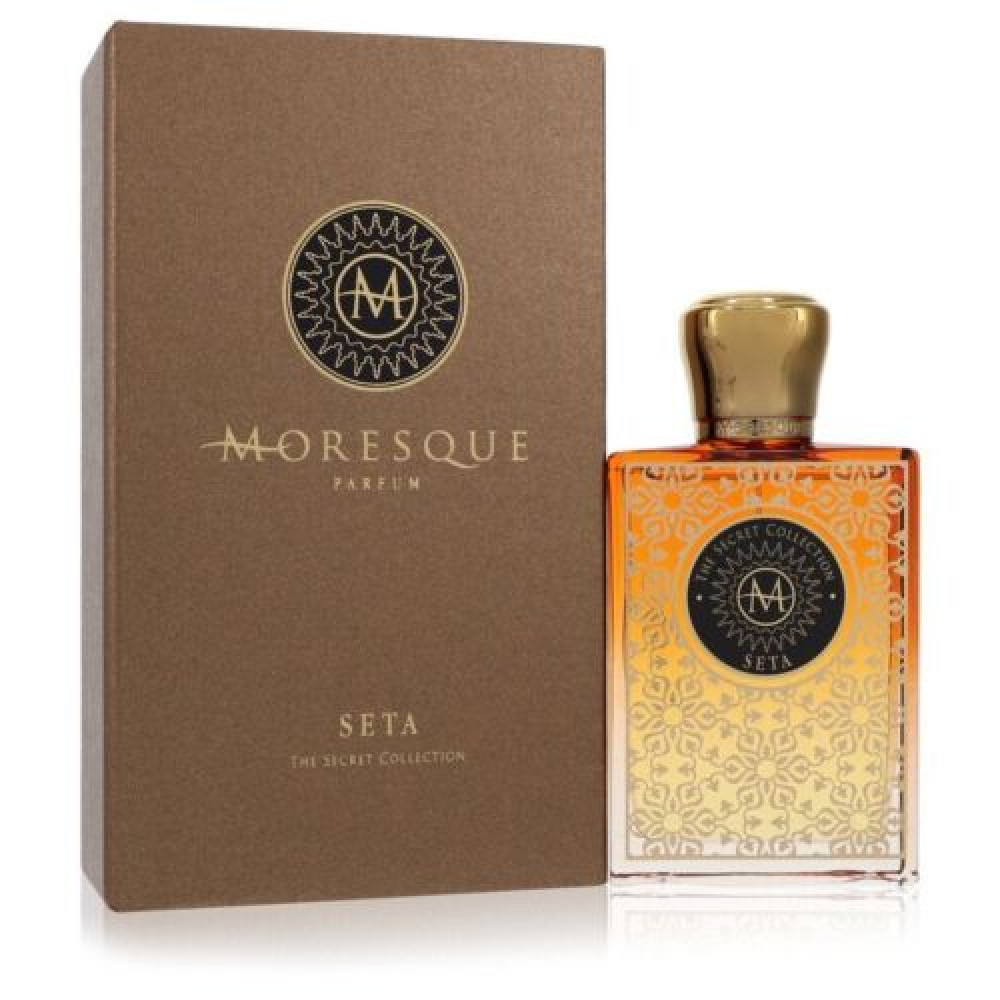 M
MORESQUE
PARFUM
SETA
THE SECRET COLLECTION
THE SECRET COLLECTION
M
SETA